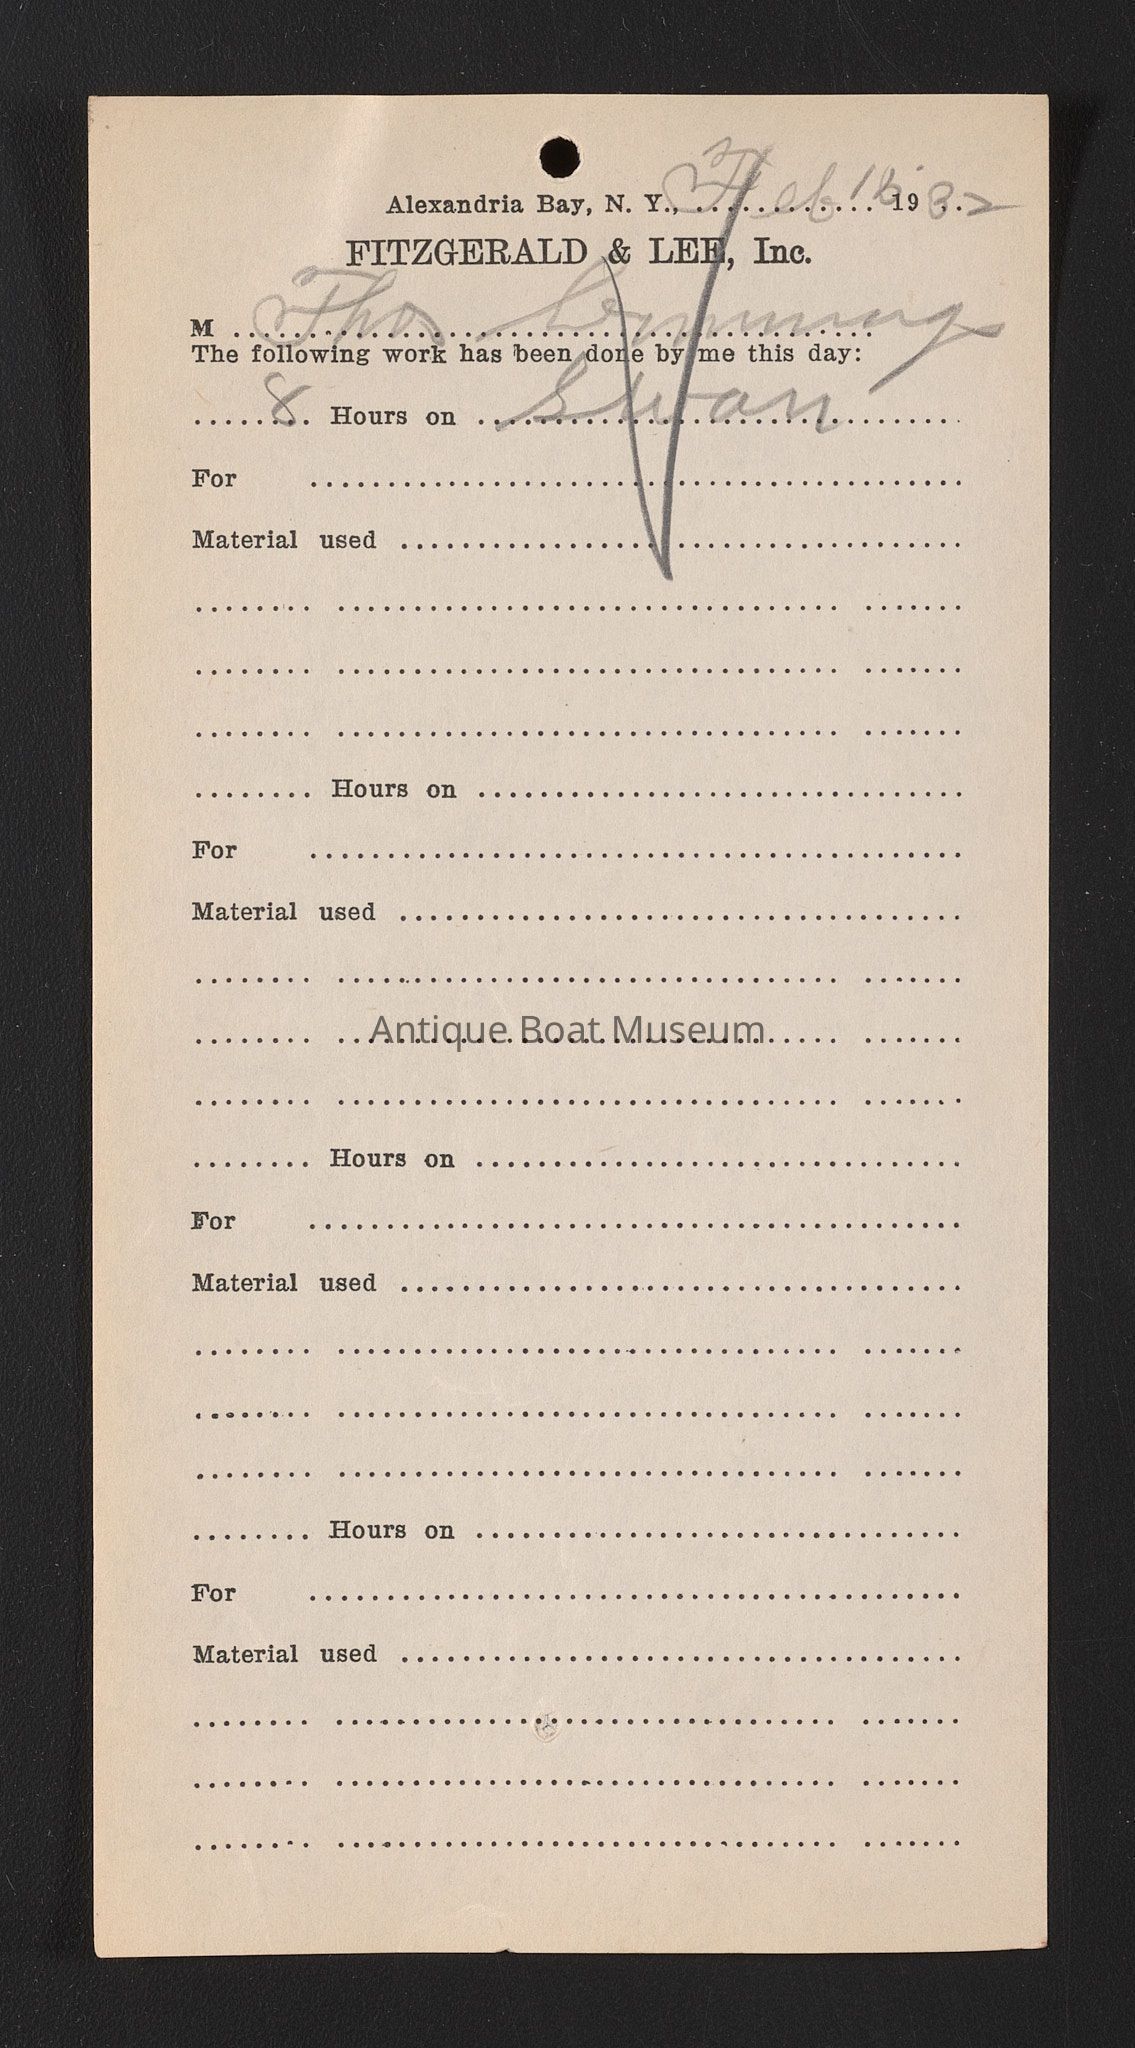 Alexandria Bay, N. Y., Feb 1932
FITZGERALD & LEE, Inc.
M Thos
The following work has been done by me this day:
8 Hours on Swan
For
Material used
Hours on
For
Material used
Antique Boat Museum
Hours on
For
Material used
Hours on
For
Material used